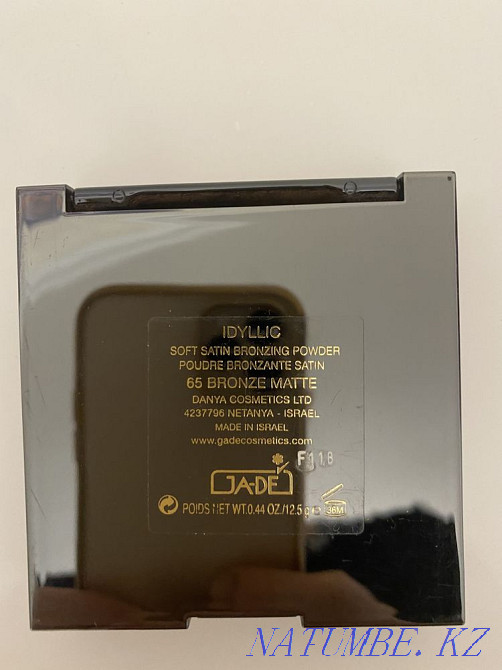 IDYLLIC
SOFT SATIN BRONZING POWDER
POUDRE BRONZANTE SATIN
65 BRONZE MATTE
DANYA COSMETICS LTD
4237796 NETANYA - ISRAEL
MADE IN ISRAEL
www.gadecosmetics.com
F118
GA-DE
POIDS NET WT.0.44 OZ./12.5 g e 36M
NATUMBE. KZ